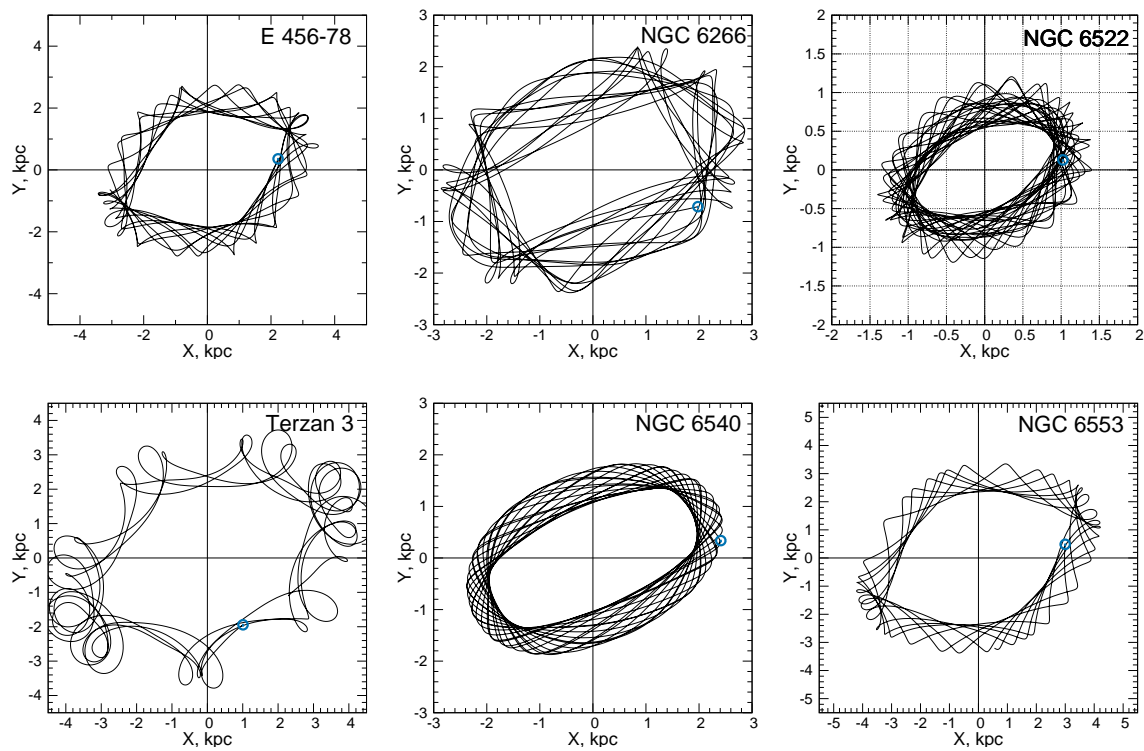 E 456-78
4
2
0
-2
-4
Y, kpc
-4 -2 0 2 4
X, kpc
NGC 6266
3
2
1
0
-1
-2
-3
Y, kpc
-3 -2 -1 0 1 2 3
X, kpc
NGC 6522
2
1.5
1
0.5
0
-0.5
-1
-1.5
-2
Y, kpc
-2 -1.5 -1 -0.5 0 0.5 1 1.5 2
X, kpc
Terzan 3
4
3
2
1
0
-1
-2
-3
-4
Y, kpc
-4 -3 -2 -1 0 1 2 3 4
X, kpc
NGC 6540
3
2
1
0
-1
-2
-3
Y, kpc
-3 -2 -1 0 1 2 3
X, kpc
NGC 6553
5
4
3
2
1
0
-1
-2
-3
-4
-5
Y, kpc
-5 -4 -3 -2 -1 0 1 2 3 4 5
X, kpc